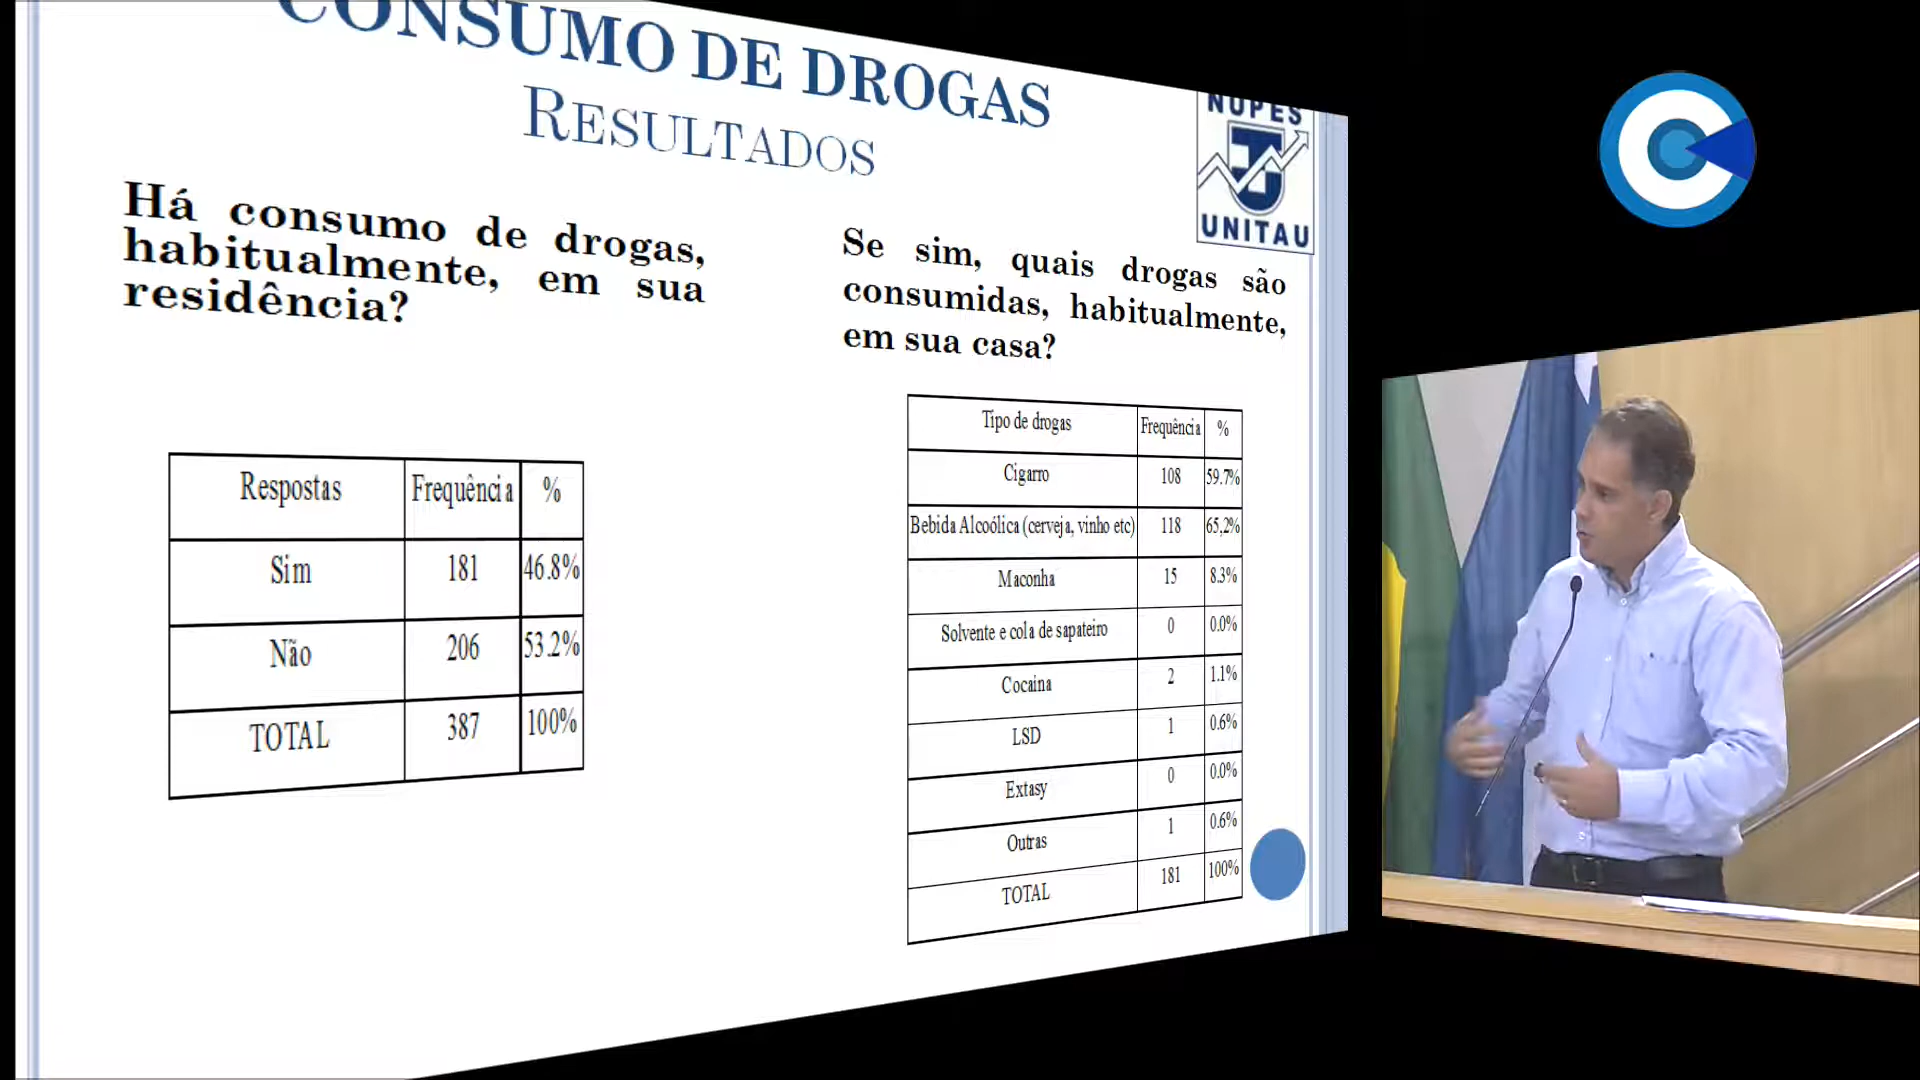 CONSUMO DE DROGAS
RESULTADOS
NUPES
UNITAU
Há consumo de drogas,
habitualmente, em sua
residência?
Respostas Frequência %
Sim 181 46.8%
Não 206 53.2%
TOTAL 387 100%
Se sim, quais drogas são
consumidas, habitualmente,
em sua casa?
Tipo de drogas Frequência %
Cigarro 108 59.7%
Bebida Alcoólica (cerveja, vinho etc) 118 65,2%
Maconha 15 8.3%
Solvente e cola de sapateiro 0 0.0%
Cocaína 2 1.1%
LSD 1 0.6%
Extasy 0 0.0%
Outras 1 0.6%
TOTAL 181 100%